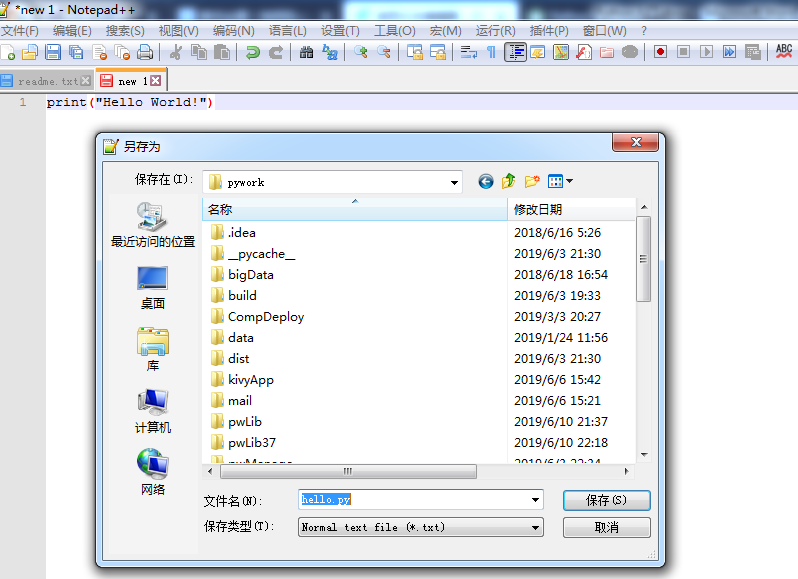 *new 1 - Notepad++
文件(F) 编辑(E) 搜索(S) 视图(V) 编码(N) 语言(L) 设置(T) 工具(O) 宏(M) 运行(R) 插件(P) 窗口(W) ?
ABC
readme.txt new 1
1 print("Hello World!")
另存为
保存在(I): pywork
名称 修改日期
.idea 2018/6/16 5:26
__pycache__ 2019/6/3 21:30
bigData 2018/6/18 16:54
build 2019/6/3 19:33
CompDeploy 2019/3/3 20:27
data 2019/1/24 11:56
dist 2019/6/3 21:30
kivyApp 2019/6/6 15:42
mail 2019/6/6 15:21
pwLib 2019/6/10 21:37
pwLib37 2019/6/10 22:18
最近访问的位置
桌面
库
计算机
网络
文件名(N): hello.py 保存(S)
保存类型(T): Normal text file (*.txt) 取消